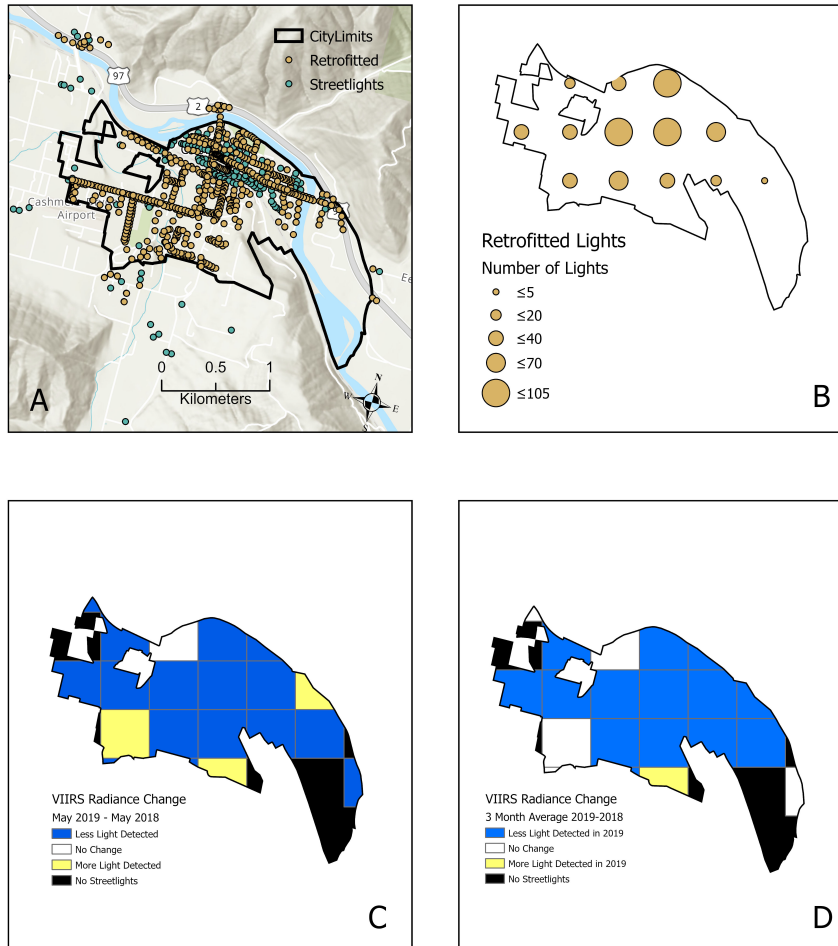 CityLimits
Retrofitted
Streetlights
97
2
Airport
0 0.5 1
Kilometers
N
W
E
S
A
Retrofitted Lights
Number of Lights
≤5
≤20
≤40
≤70
≤105
B
VIIRS Radiance Change
May 2019 - May 2018
Less Light Detected
No Change
More Light Detected
No Streetlights
C
VIIRS Radiance Change
3 Month Average 2019-2018
Less Light Detected in 2019
No Change
More Light Detected in 2019
No Streetlights
D